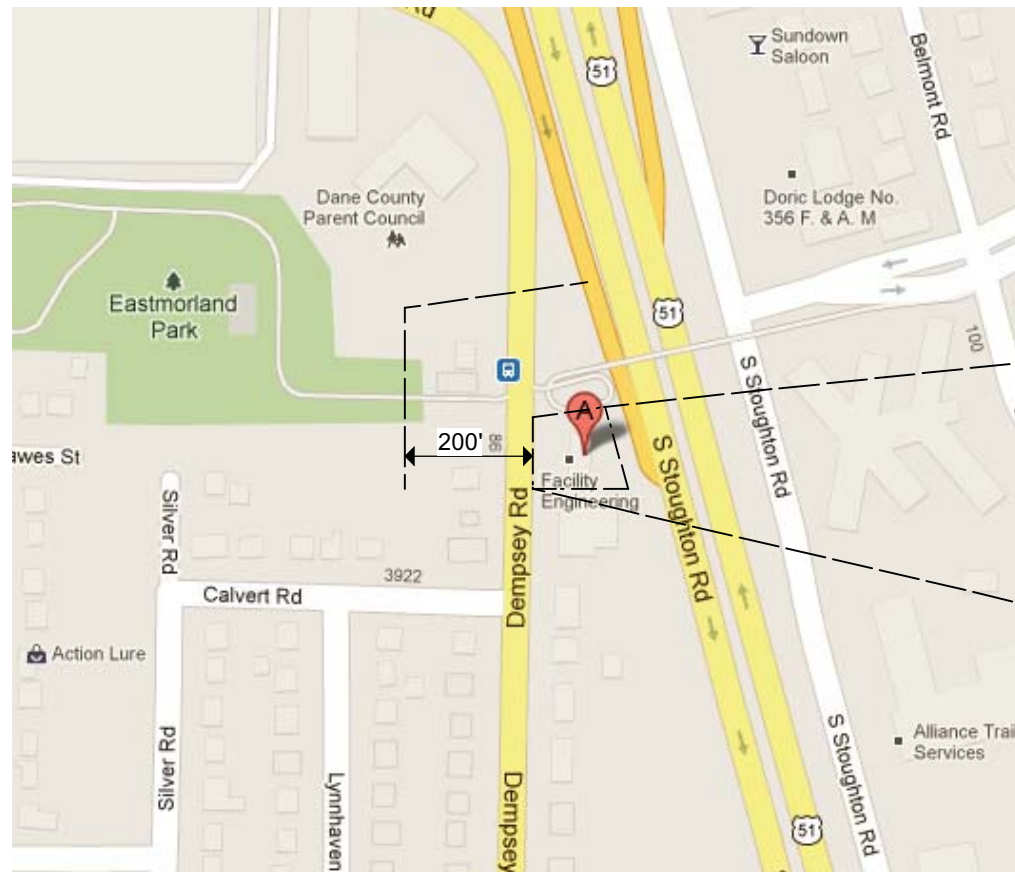 Rd
51
Sundown
Saloon
Belmont Rd
Dane County
Parent Council
Doric Lodge No.
356 F. & A. M
Eastmorland
Park
51
100
S Stoughton Rd
A
200'
98
awes St
Facility
Engineering
S Stoughton Rd
Silver Rd
Dempsey Rd
3922
Calvert Rd
Action Lure
Silver Rd
Lynnhaven
Dempsey
S Stoughton Rd
Alliance Trai
Services
51